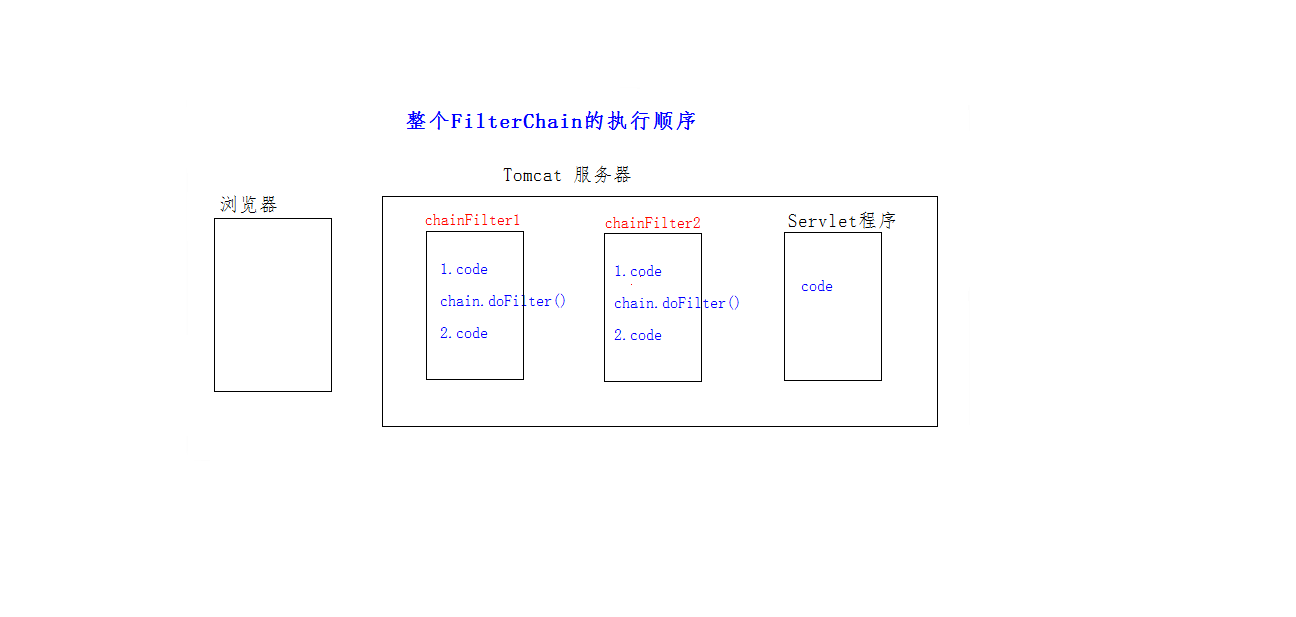 整个FilterChain的执行顺序
Tomcat 服务器
浏览器
chainFilter1
1.code
chain.doFilter()
2.code
chainFilter2
1.code
chain.doFilter()
2.code
Servlet程序
code